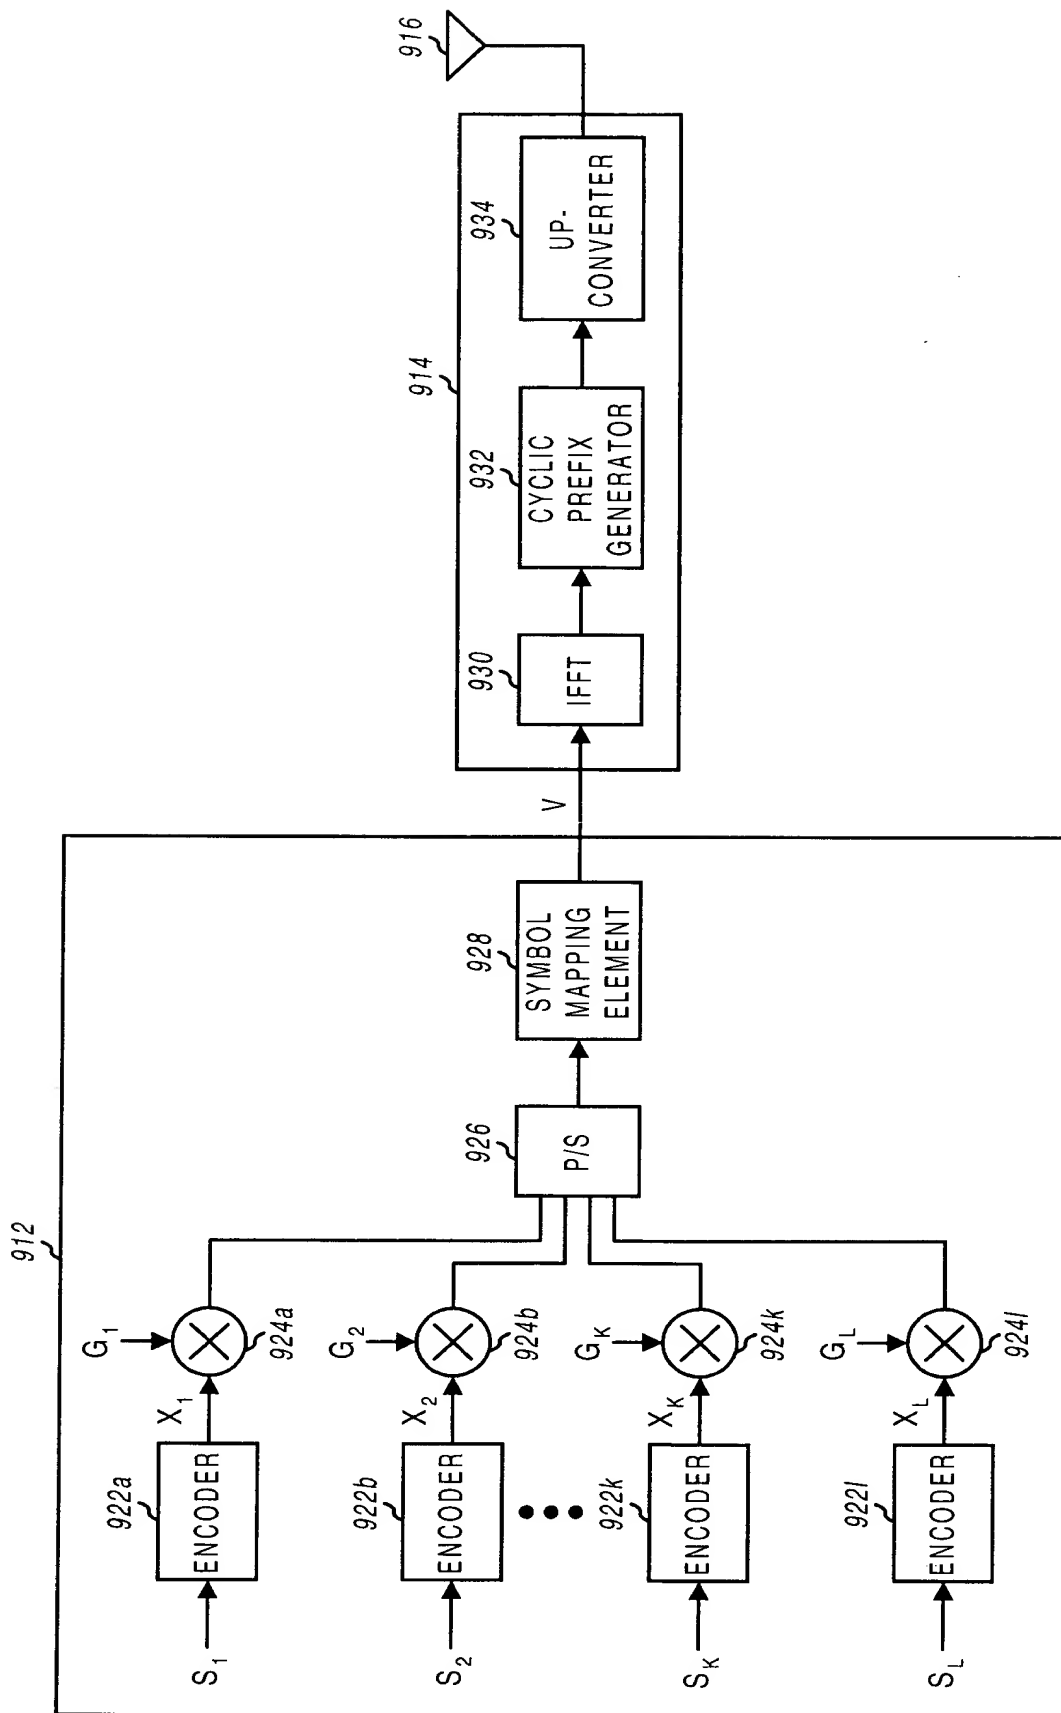 912
S1
922a
ENCODER
X1
G1
924a
S2
922b
ENCODER
X2
G2
924b
SK
922k
ENCODER
XK
GK
924k
SL
922l
ENCODER
XL
GL
924l
926
P/S
928
SYMBOL
MAPPING
ELEMENT
V
914
930
IFFT
932
CYCLIC
PREFIX
GENERATOR
934
UP-
CONVERTER
916